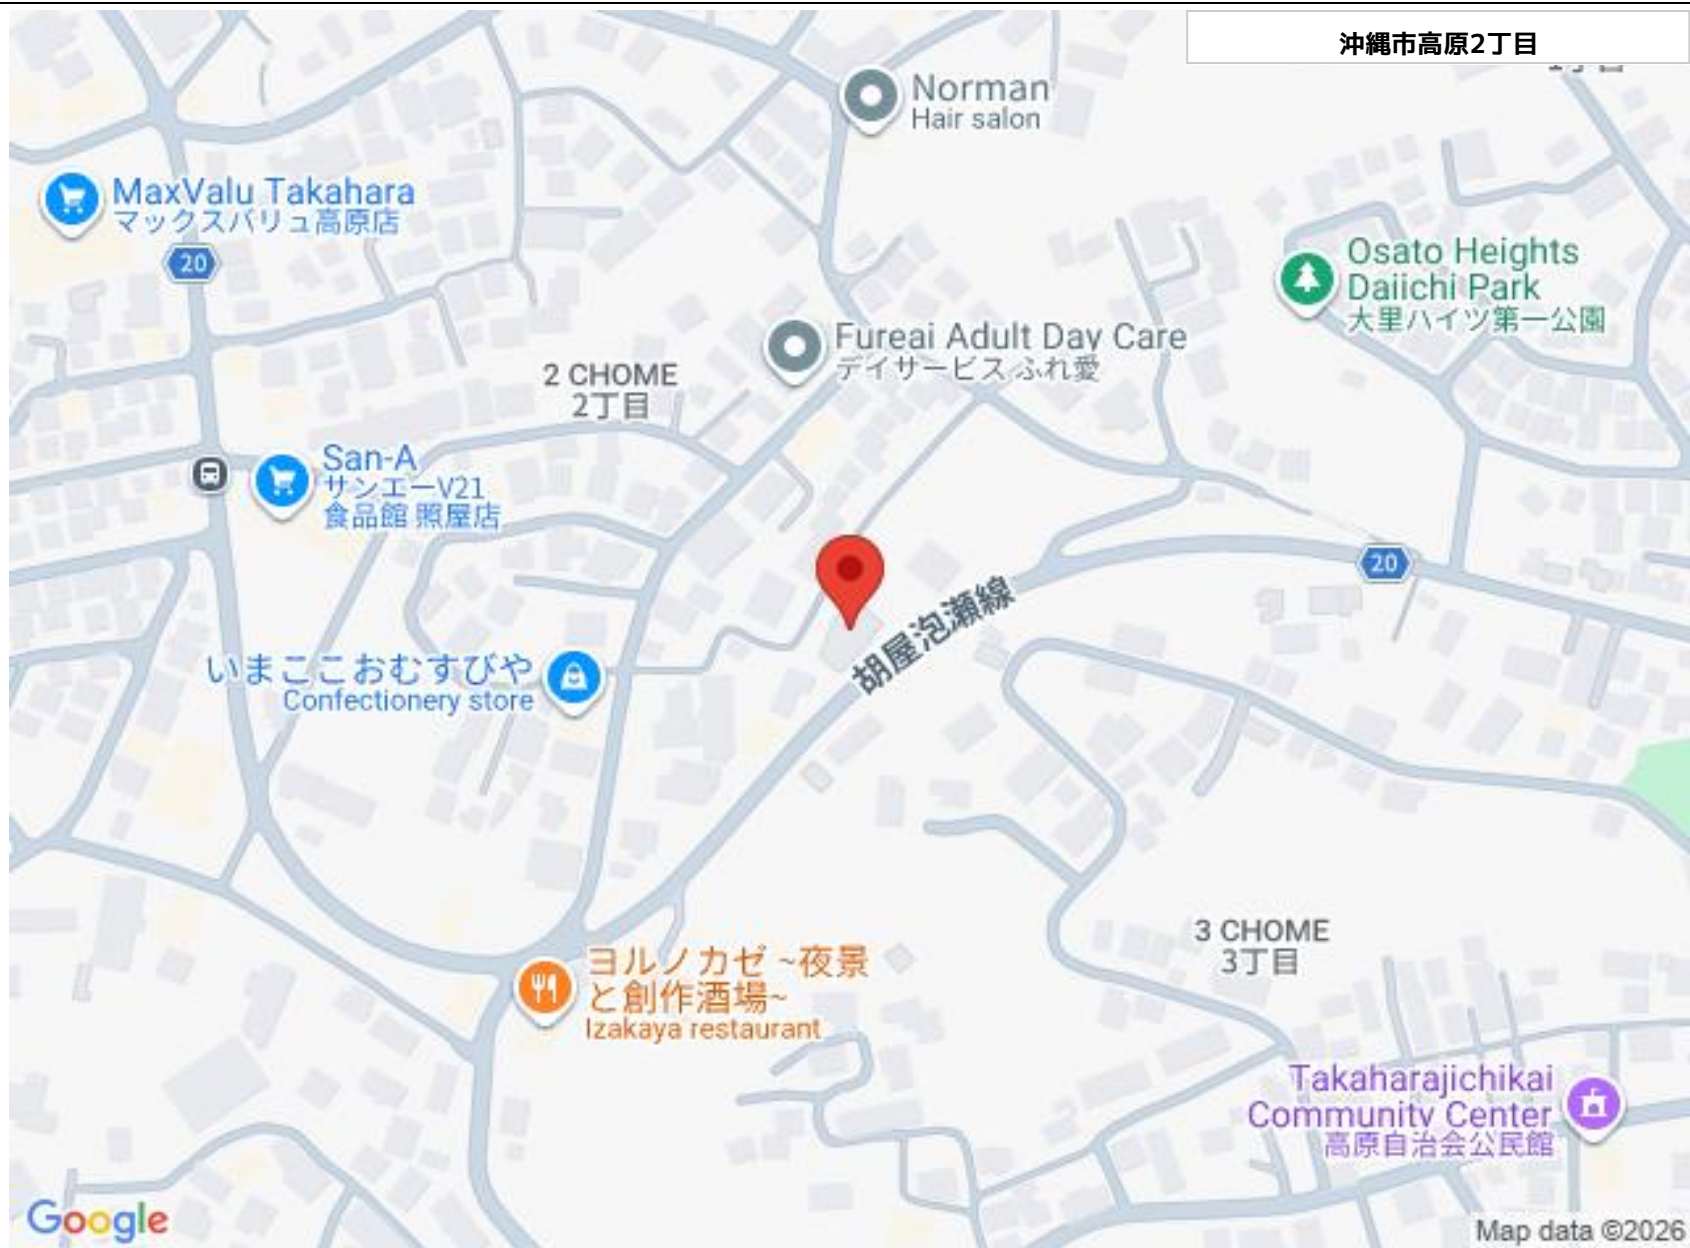 沖縄市高原2丁目
Norman
Hair salon
MaxValu Takahara
マックスバリュ高原店
20
Osato Heights
Daiichi Park
大里ハイツ第一公園
Fureai Adult Day Care
デイサービス ふれ愛
2 CHOME
2丁目
San-A
サンエーV21
食品館 照屋店
20
胡屋泡瀬線
いまここおむすびや
Confectionery store
3 CHOME
3丁目
ヨルノカゼ ~夜景
と創作酒場~
Izakaya restaurant
Takaharajichikai
Community Center
高原自治会公民館
Google
Map data ©2026